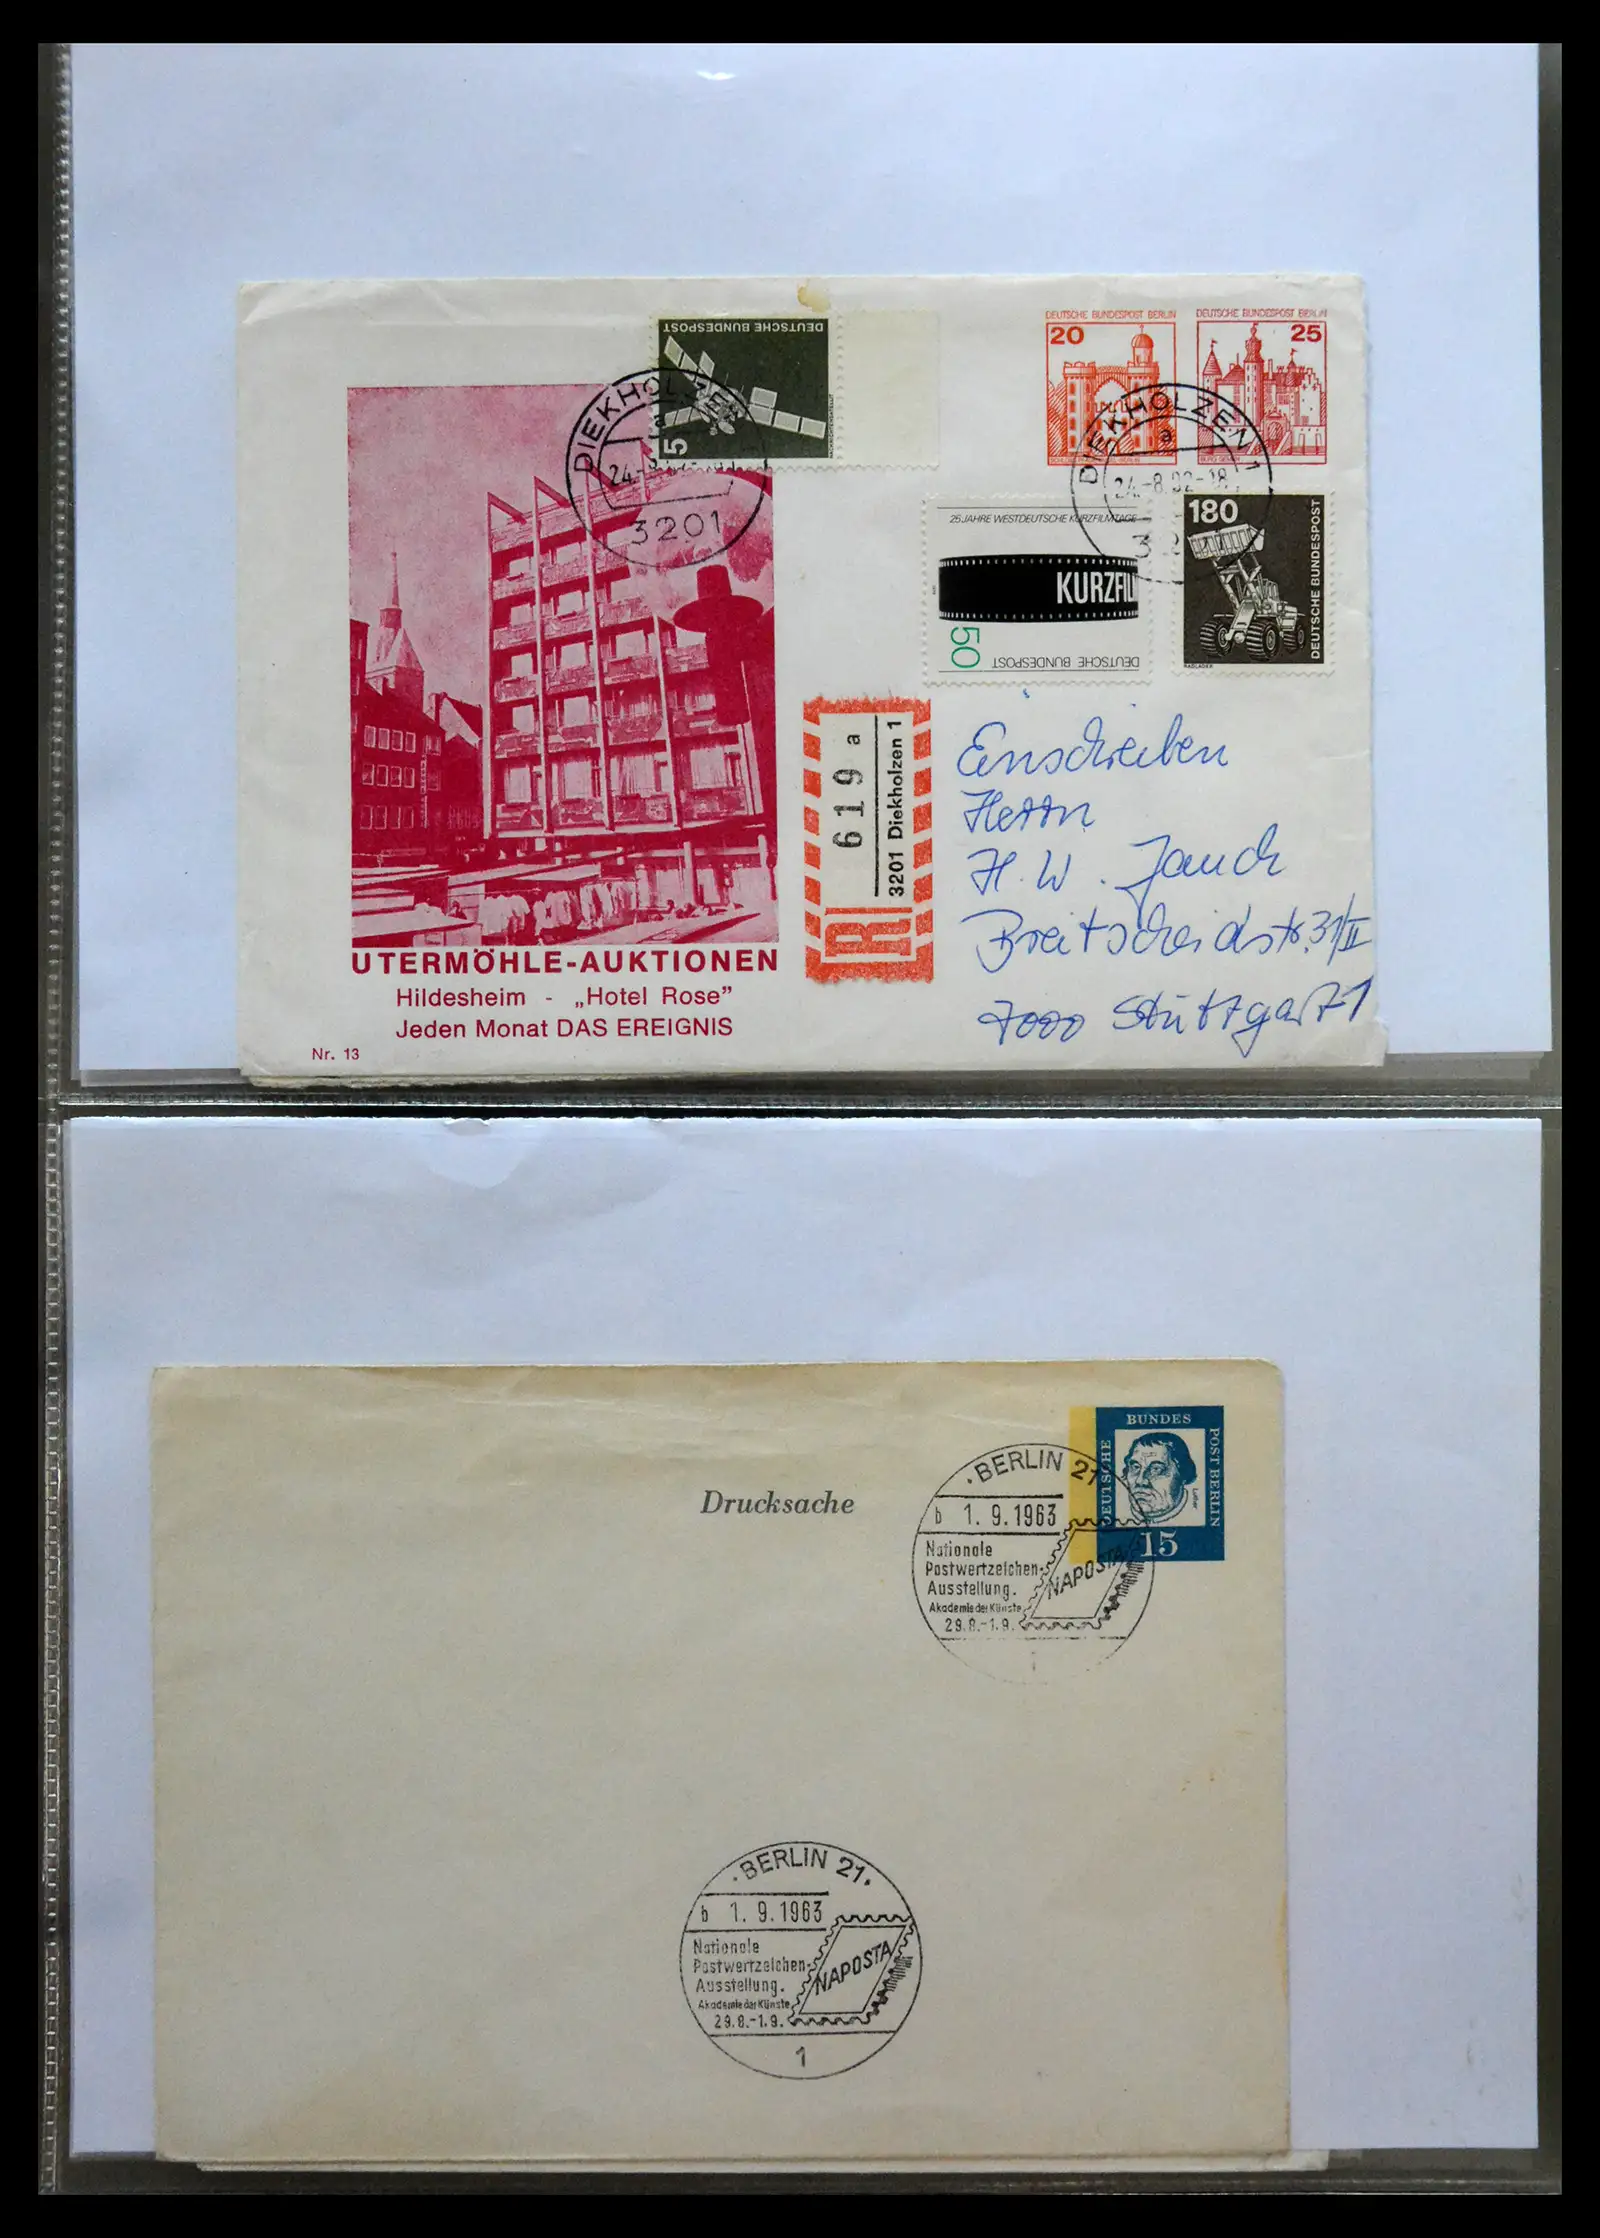 DEUTSCHE BUNDESPOST
5
DIEKHOLZEN
a
24.-8.
3201
DEUTSCHE BUNDESPOST BERLIN
20
DEUTSCHE BUNDESPOST BERLIN
25
DIEKHOLZEN 1
a
24.-8.82-18
25 JAHRE WESTDEUTSCHE KURZFILMTAGE
KURZFILM
50
DEUTSCHE BUNDESPOST
180
DEUTSCHE BUNDESPOST
RADLADER
R
619 a
3201 Diekholzen 1
Einschreiben
Herrn
H. W. Jauch
Breitscheidstr. 31/II
7000 Stuttgart 1
UTERMÖHLE-AUKTIONEN
Hildesheim - „Hotel Rose”
Jeden Monat DAS EREIGNIS
Nr. 13
DEUTSCHE
BUNDES
POST BERLIN
Luther
15
Drucksache
· BERLIN 21
b 1. 9. 1963
Nationale
Postwertzeichen-
Ausstellung.
Akademie der Künste
29.8.-1.9.
NAPOSTA
· BERLIN 21 ·
b 1. 9. 1963
Nationale
Postwertzeichen-
Ausstellung.
Akademie der Künste
29.8.-1.9.
NAPOSTA
1